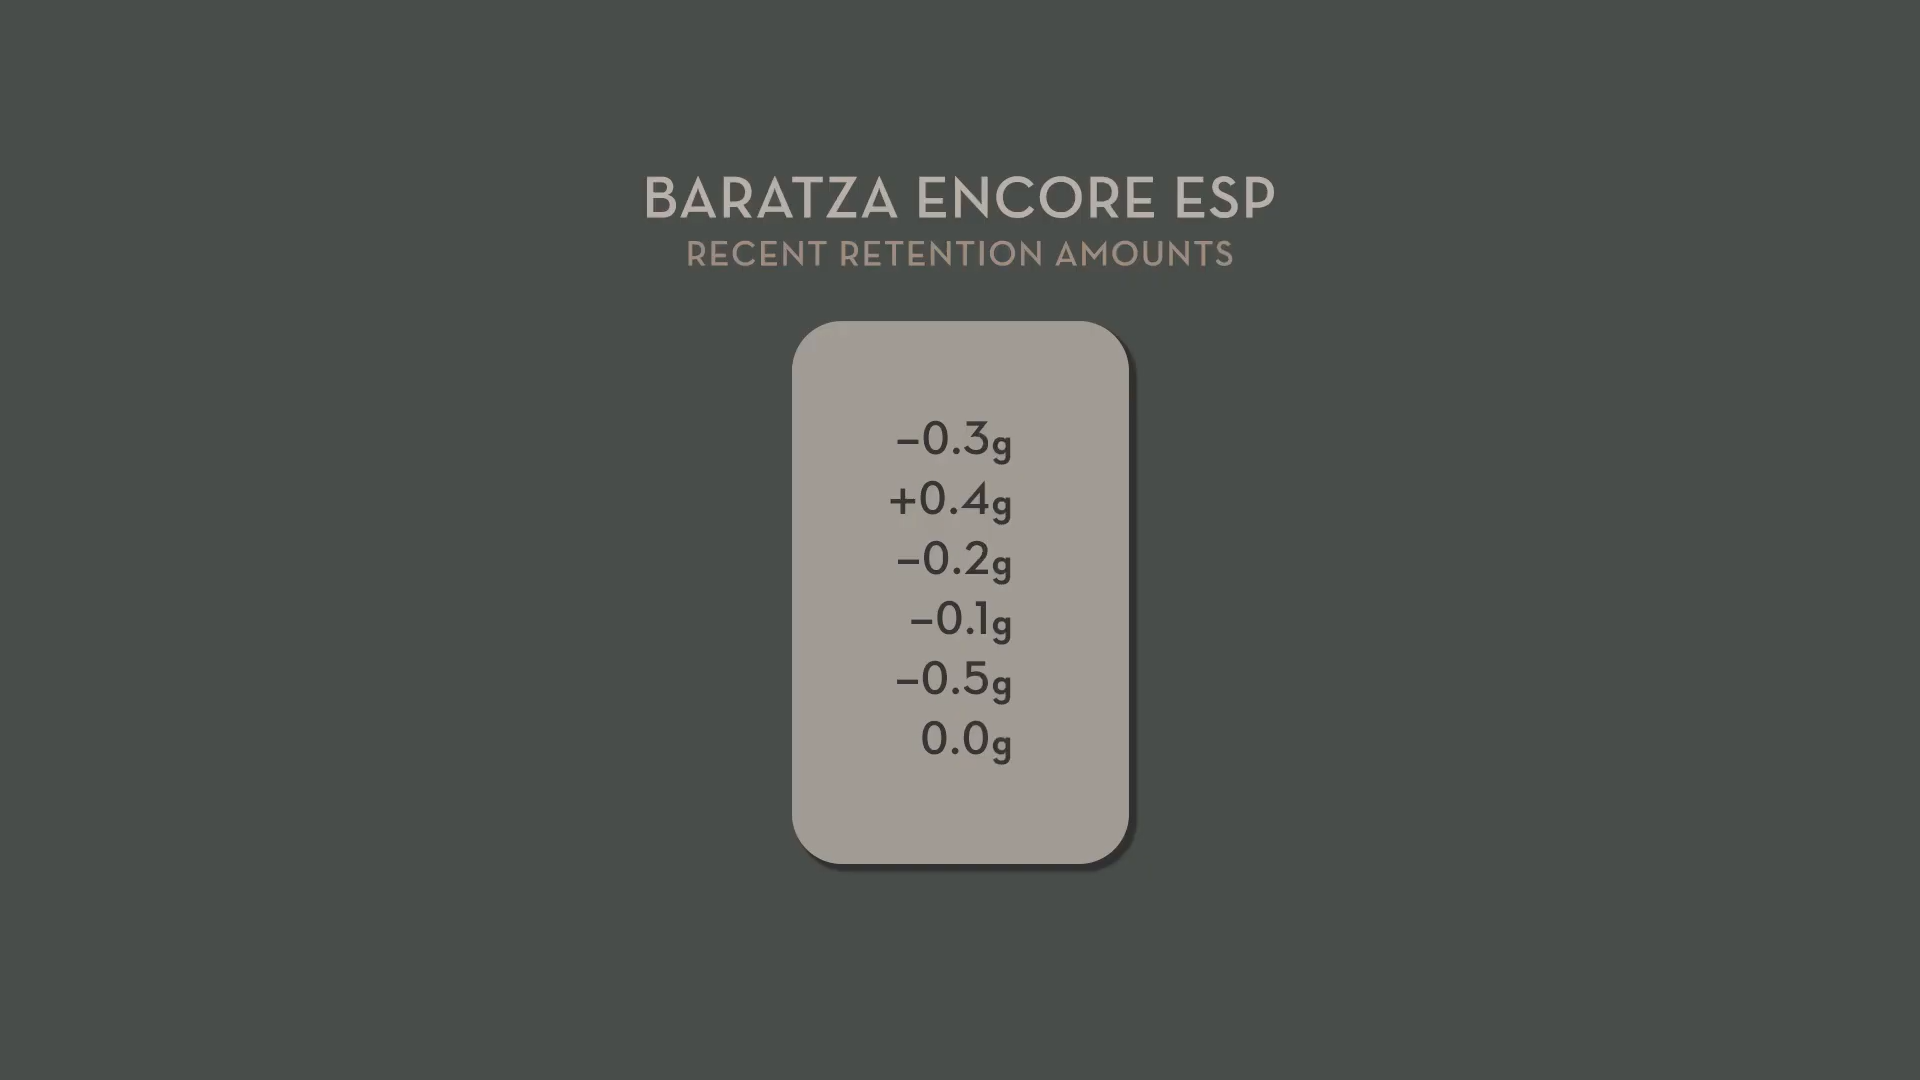 BARATZA ENCORE ESP
RECENT RETENTION AMOUNTS
–0.3g
+0.4g
–0.2g
–0.1g
–0.5g
0.0g